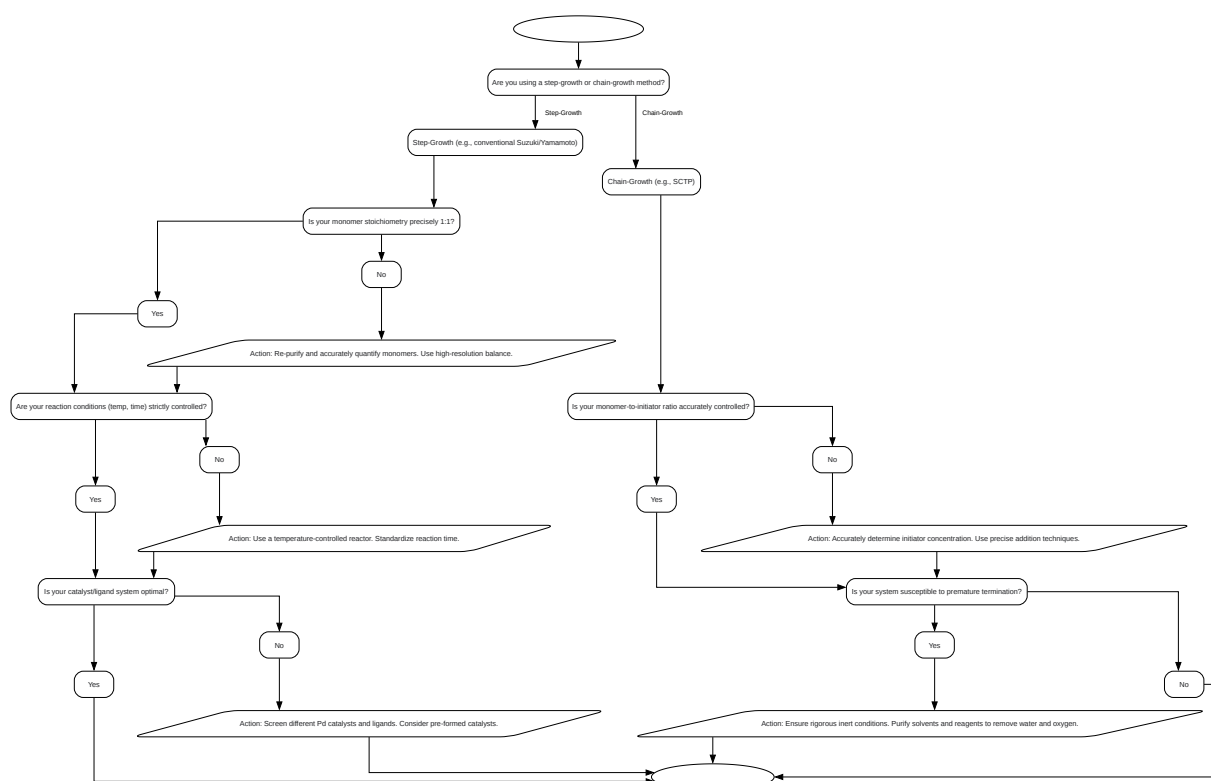 Are you using a step-growth or chain-growth method?
Step-Growth
Chain-Growth
Step-Growth (e.g., conventional Suzuki/Yamamoto)
Chain-Growth (e.g., SCTP)
Is your monomer stoichiometry precisely 1:1?
No
Yes
Action: Re-purify and accurately quantify monomers. Use high-resolution balance.
Are your reaction conditions (temp, time) strictly controlled?
Is your monomer-to-initiator ratio accurately controlled?
No
No
Yes
Yes
Action: Use a temperature-controlled reactor. Standardize reaction time.
Action: Accurately determine initiator concentration. Use precise addition techniques.
Is your catalyst/ligand system optimal?
Is your system susceptible to premature termination?
No
Yes
Yes
No
Action: Screen different Pd catalysts and ligands. Consider pre-formed catalysts.
Action: Ensure rigorous inert conditions. Purify solvents and reagents to remove water and oxygen.